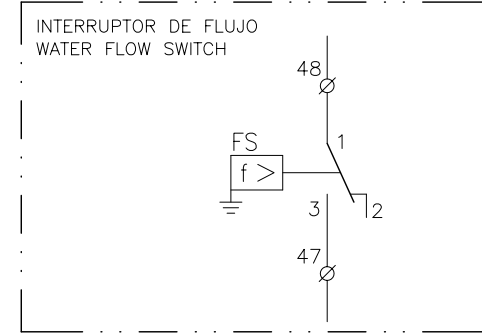 INTERRUPTOR DE FLUJO
WATER FLOW SWITCH
48
1
FS
f >
3
2
47